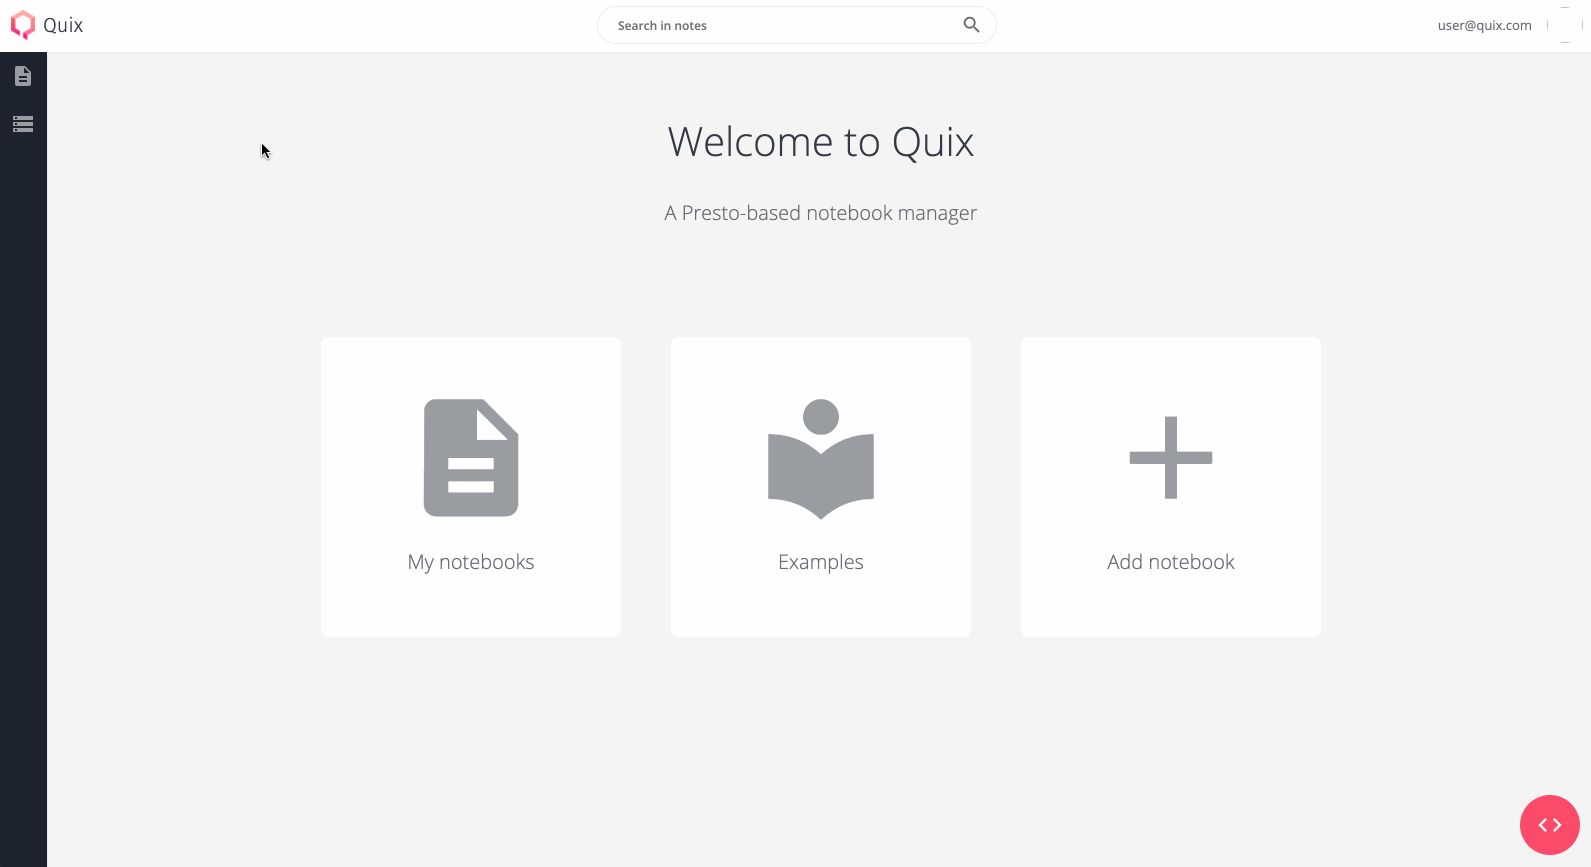 Quix
Search in notes
user@quix.com
Welcome to Quix
A Presto-based notebook manager
My notebooks
Examples
Add notebook